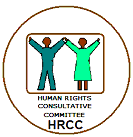 HUMAN RIGHTS
CONSULTATIVE
COMMITTEE
HRCC